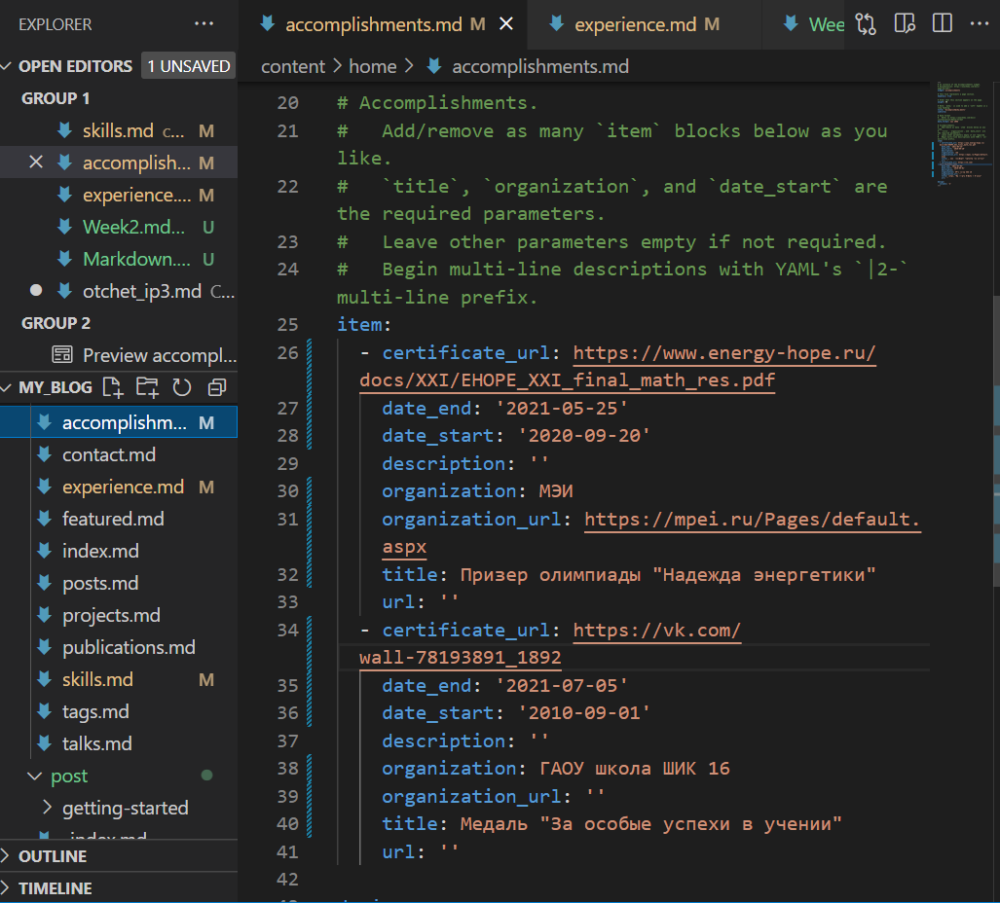 EXPLORER
OPEN EDITORS 1 UNSAVED
GROUP 1
skills.md c... M
accomplish... M
experience.... M
Week2.md... U
Markdown.... U
otchet_ip3.md C...
GROUP 2
Preview accompl...
MY_BLOG
accomplishm... M
contact.md
experience.md M
featured.md
index.md
posts.md
projects.md
publications.md
skills.md M
tags.md
talks.md
post
getting-started
_index.md
OUTLINE
TIMELINE
accomplishments.md M experience.md M Wee
content > home > accomplishments.md
20 # Accomplishments.
21 #   Add/remove as many `item` blocks below as you
like.
22 #   `title`, `organization`, and `date_start` are
the required parameters.
23 #   Leave other parameters empty if not required.
24 #   Begin multi-line descriptions with YAML's `|2-`
multi-line prefix.
25 item:
26   - certificate_url: https://www.energy-hope.ru/
docs/XXI/EHOPE_XXI_final_math_res.pdf
27     date_end: '2021-05-25'
28     date_start: '2020-09-20'
29     description: ''
30     organization: МЭИ
31     organization_url: https://mpei.ru/Pages/default.
aspx
32     title: Призер олимпиады "Надежда энергетики"
33     url: ''
34   - certificate_url: https://vk.com/
wall-78193891_1892
35     date_end: '2021-07-05'
36     date_start: '2010-09-01'
37     description: ''
38     organization: ГАОУ школа ШИК 16
39     organization_url: ''
40     title: Медаль "За особые успехи в учении"
41     url: ''
42